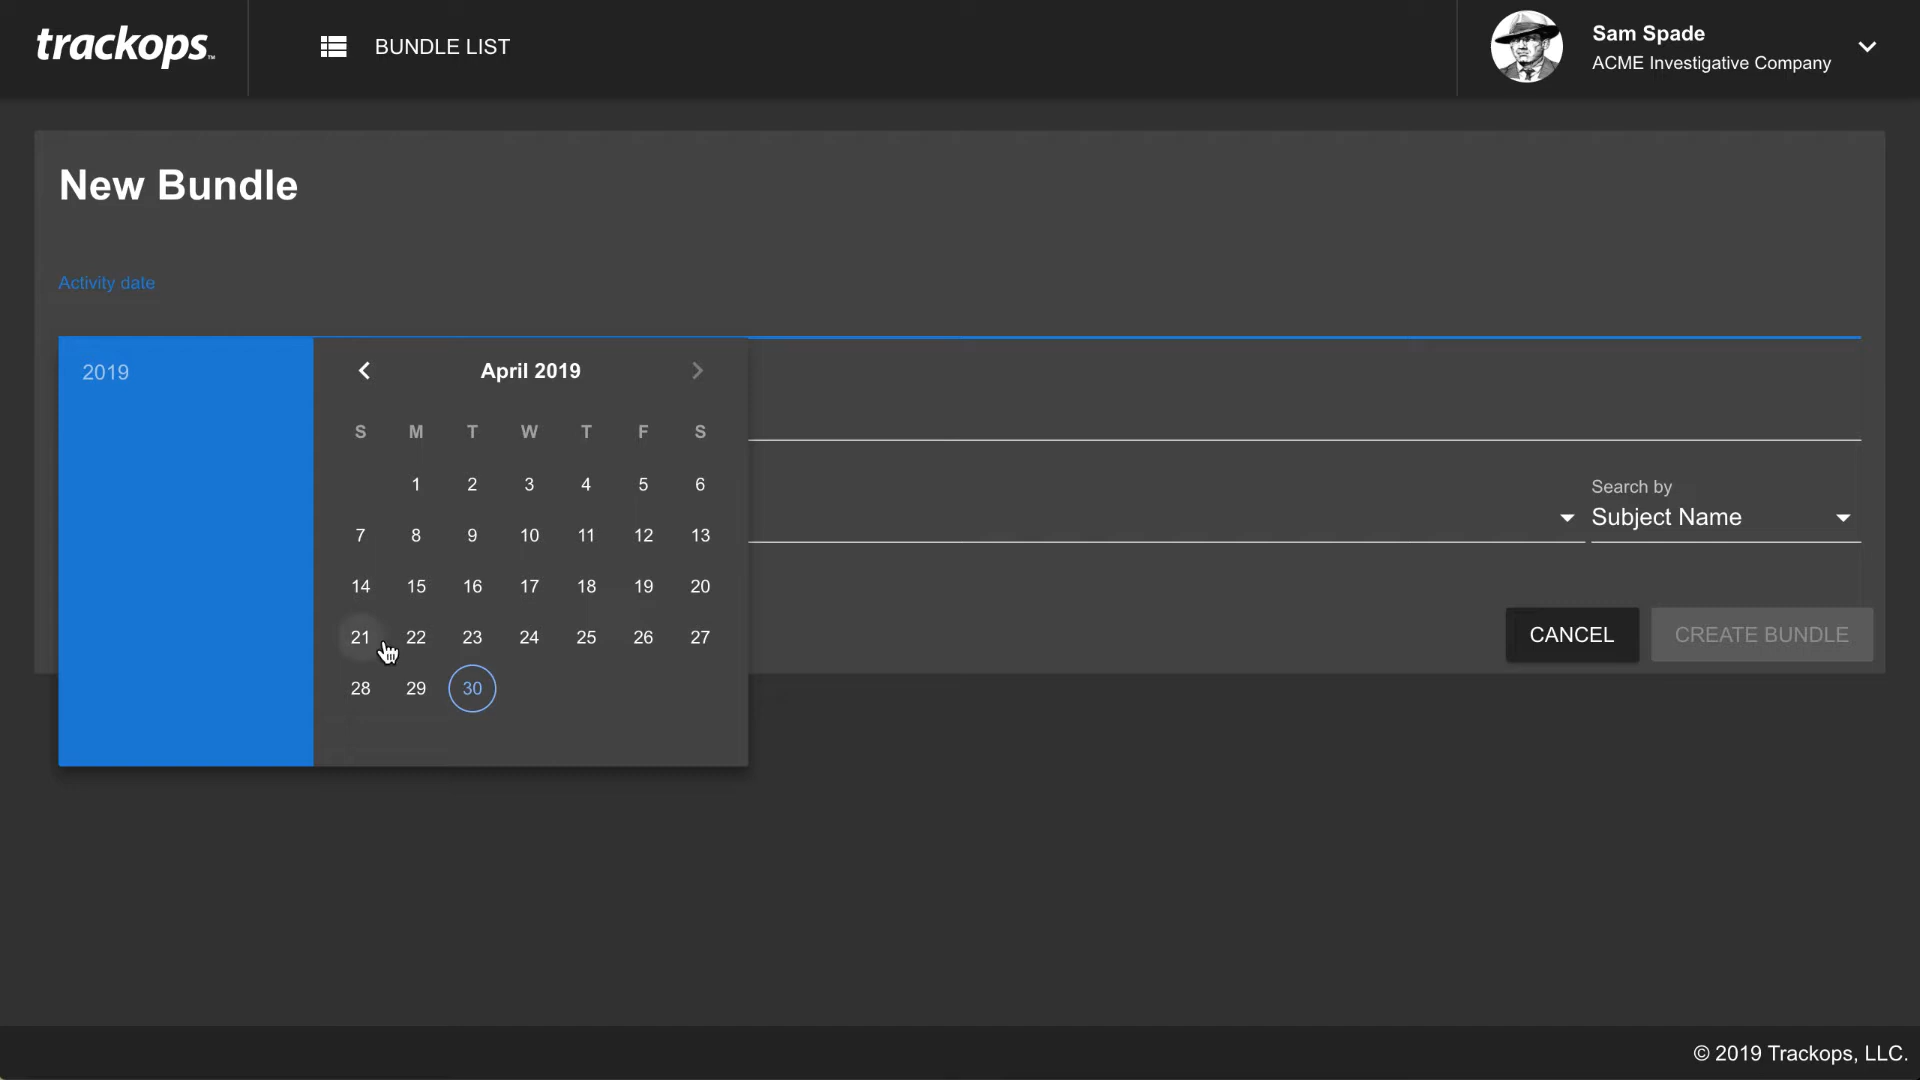 trackops™
BUNDLE LIST
Sam Spade
ACME Investigative Company
New Bundle
Activity date
2019
April 2019
S M T W T F S
1 2 3 4 5 6
7 8 9 10 11 12 13
14 15 16 17 18 19 20
21 22 23 24 25 26 27
28 29 30
Search by
Subject Name
CANCEL
CREATE BUNDLE
© 2019 Trackops, LLC.